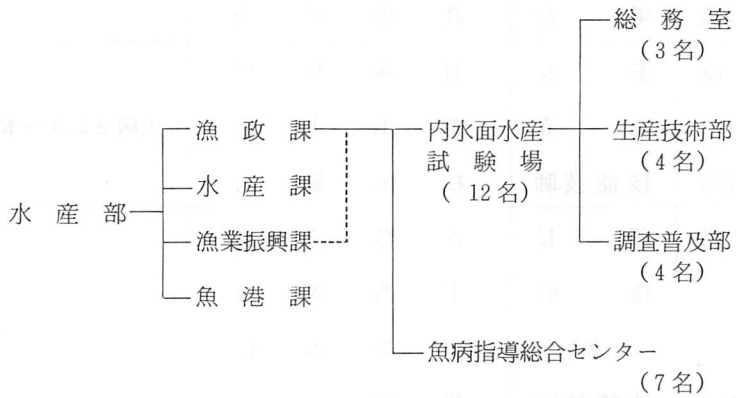 総務室
(3名)
漁政課
内水面水産
試験場
(12名)
生産技術部
(4名)
水産課
水産部
漁業振興課
調査普及部
(4名)
魚港課
魚病指導総合センター
(7名)